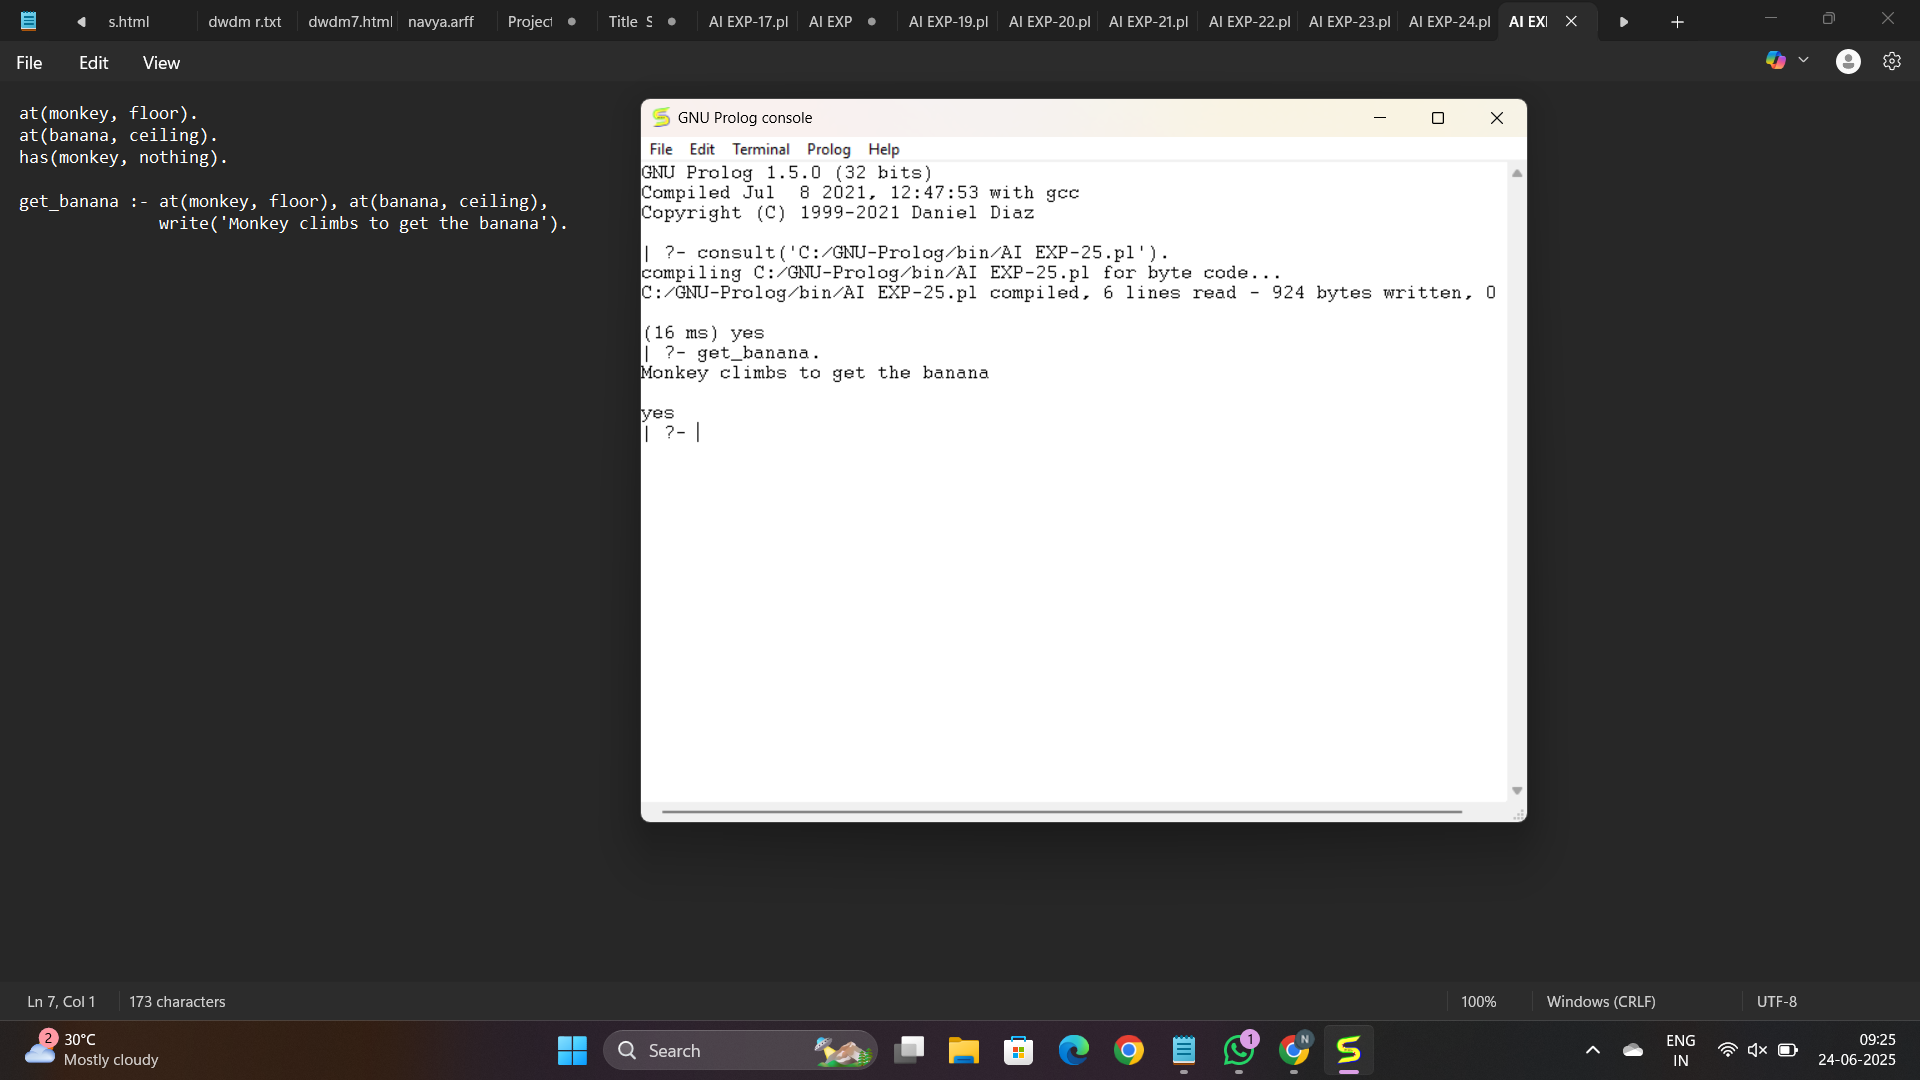 s.html dwdm r.txt dwdm7.html navya.arff Project Title S AI EXP-17.pl AI EXP AI EXP-19.pl AI EXP-20.pl AI EXP-21.pl AI EXP-22.pl AI EXP-23.pl AI EXP-24.pl AI EXI
File Edit View
at(monkey, floor).
at(banana, ceiling).
has(monkey, nothing).
get_banana :- at(monkey, floor), at(banana, ceiling),
write('Monkey climbs to get the banana').
GNU Prolog console
File Edit Terminal Prolog Help
GNU Prolog 1.5.0 (32 bits)
Compiled Jul  8 2021, 12:47:53 with gcc
Copyright (C) 1999-2021 Daniel Diaz
| ?- consult('C:/GNU-Prolog/bin/AI EXP-25.pl').
compiling C:/GNU-Prolog/bin/AI EXP-25.pl for byte code...
C:/GNU-Prolog/bin/AI EXP-25.pl compiled, 6 lines read - 924 bytes written, 0
(16 ms) yes
| ?- get_banana.
Monkey climbs to get the banana
yes
| ?-
Ln 7, Col 1 173 characters 100% Windows (CRLF) UTF-8
2 30°C
Mostly cloudy
Search
1
N
ENG
IN
09:25
24-06-2025